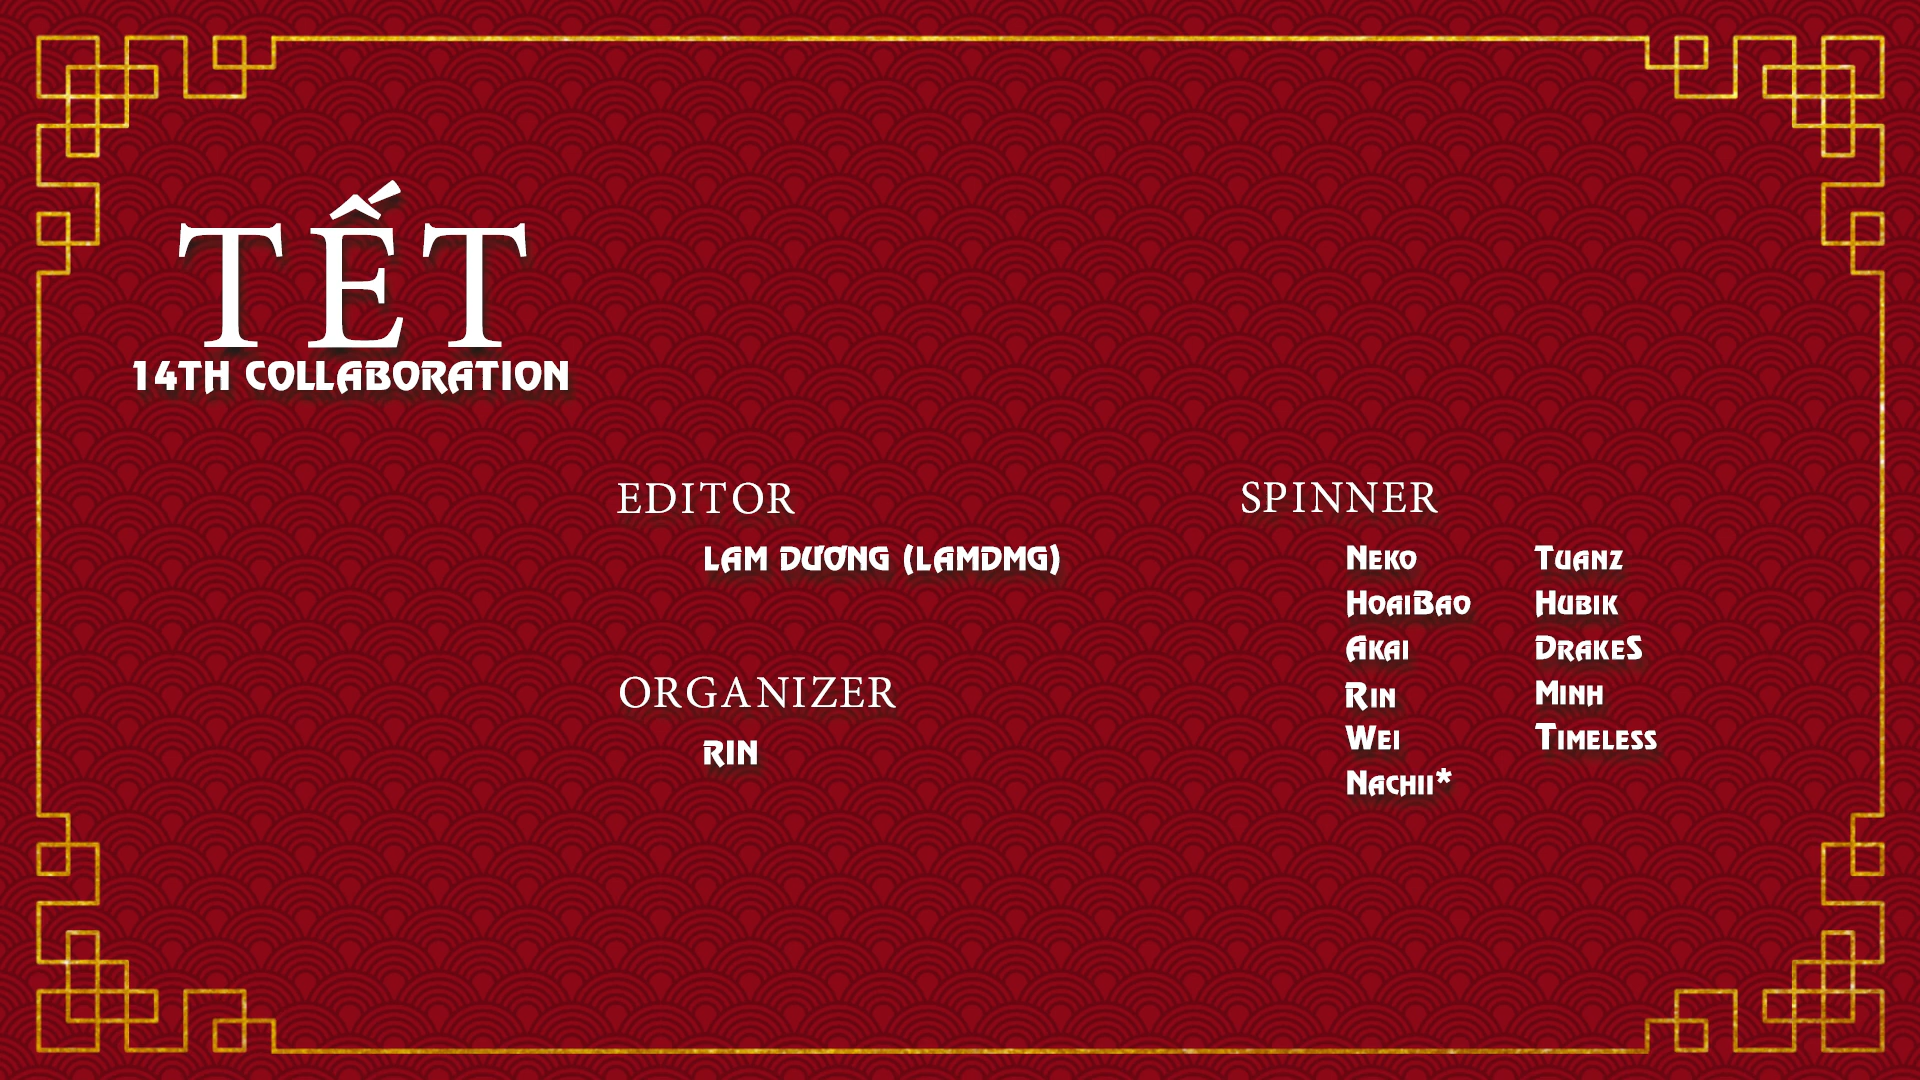 TẾT
14TH COLLABORATION
EDITOR
LAM DƯƠNG (LAMDMG)
ORGANIZER
RIN
SPINNER
Neko
HoaiBao
Akai
Rin
Wei
Nachii*
Tuanz
Hubik
DrakeS
Minh
Timeless